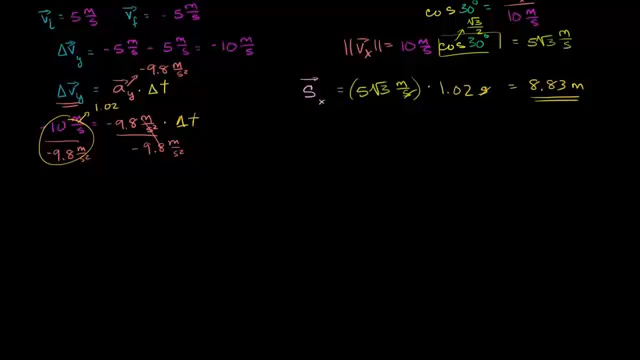 v⃗ᵢ = 5 m/s    v⃗f = -5 m/s
Δv⃗y = -5 m/s - 5 m/s = -10 m/s
-9.8 m/s²
Δv⃗y = a⃗y · Δt
1.02
-10 m/s = -9.8 m/s² · Δt
-9.8 m/s²    -9.8 m/s²
cos 30° =
10 m/s
√3/2
||v⃗x|| = 10 m/s cos 30° = 5√3 m/s
S⃗x = (5√3 m/s) · 1.02 s = 8.83 m